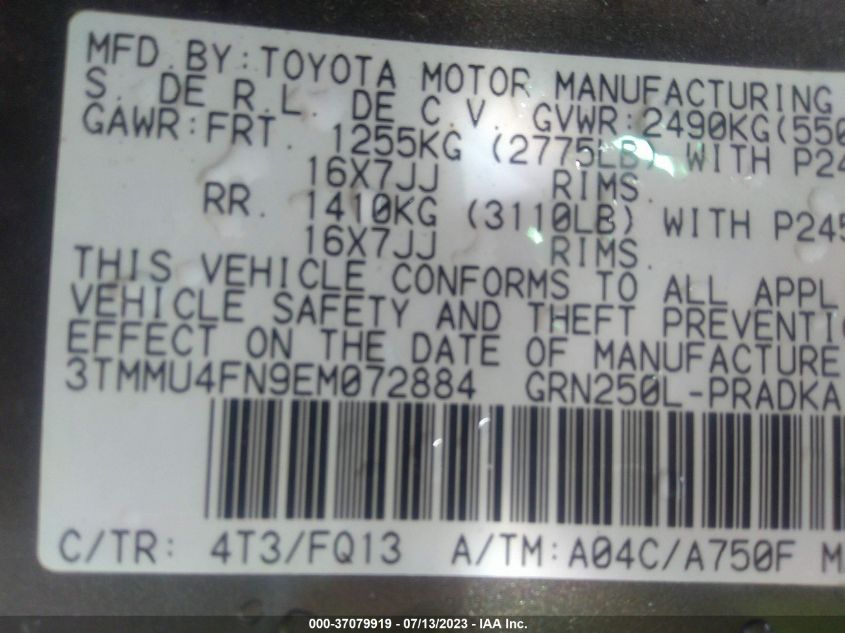 MFD. BY: TOYOTA MOTOR MANUFACTURING
S. DE R.L. DE C.V. GVWR: 2490KG(550
GAWR: FRT. 1255KG (2775LB) WITH P24
16X7JJ RIMS.
RR. 1410KG (3110LB) WITH P245
16X7JJ RIMS.
THIS VEHICLE CONFORMS TO ALL APPL
VEHICLE SAFETY AND THEFT PREVENTI
EFFECT ON THE DATE OF MANUFACTURE
3TMMU4FN9EM072884 GRN250L-PRADKA
C/TR: 4T3/FQ13 A/TM: A04C/A750F M
000-37079919 / 07/13/2023 - IAA Inc.